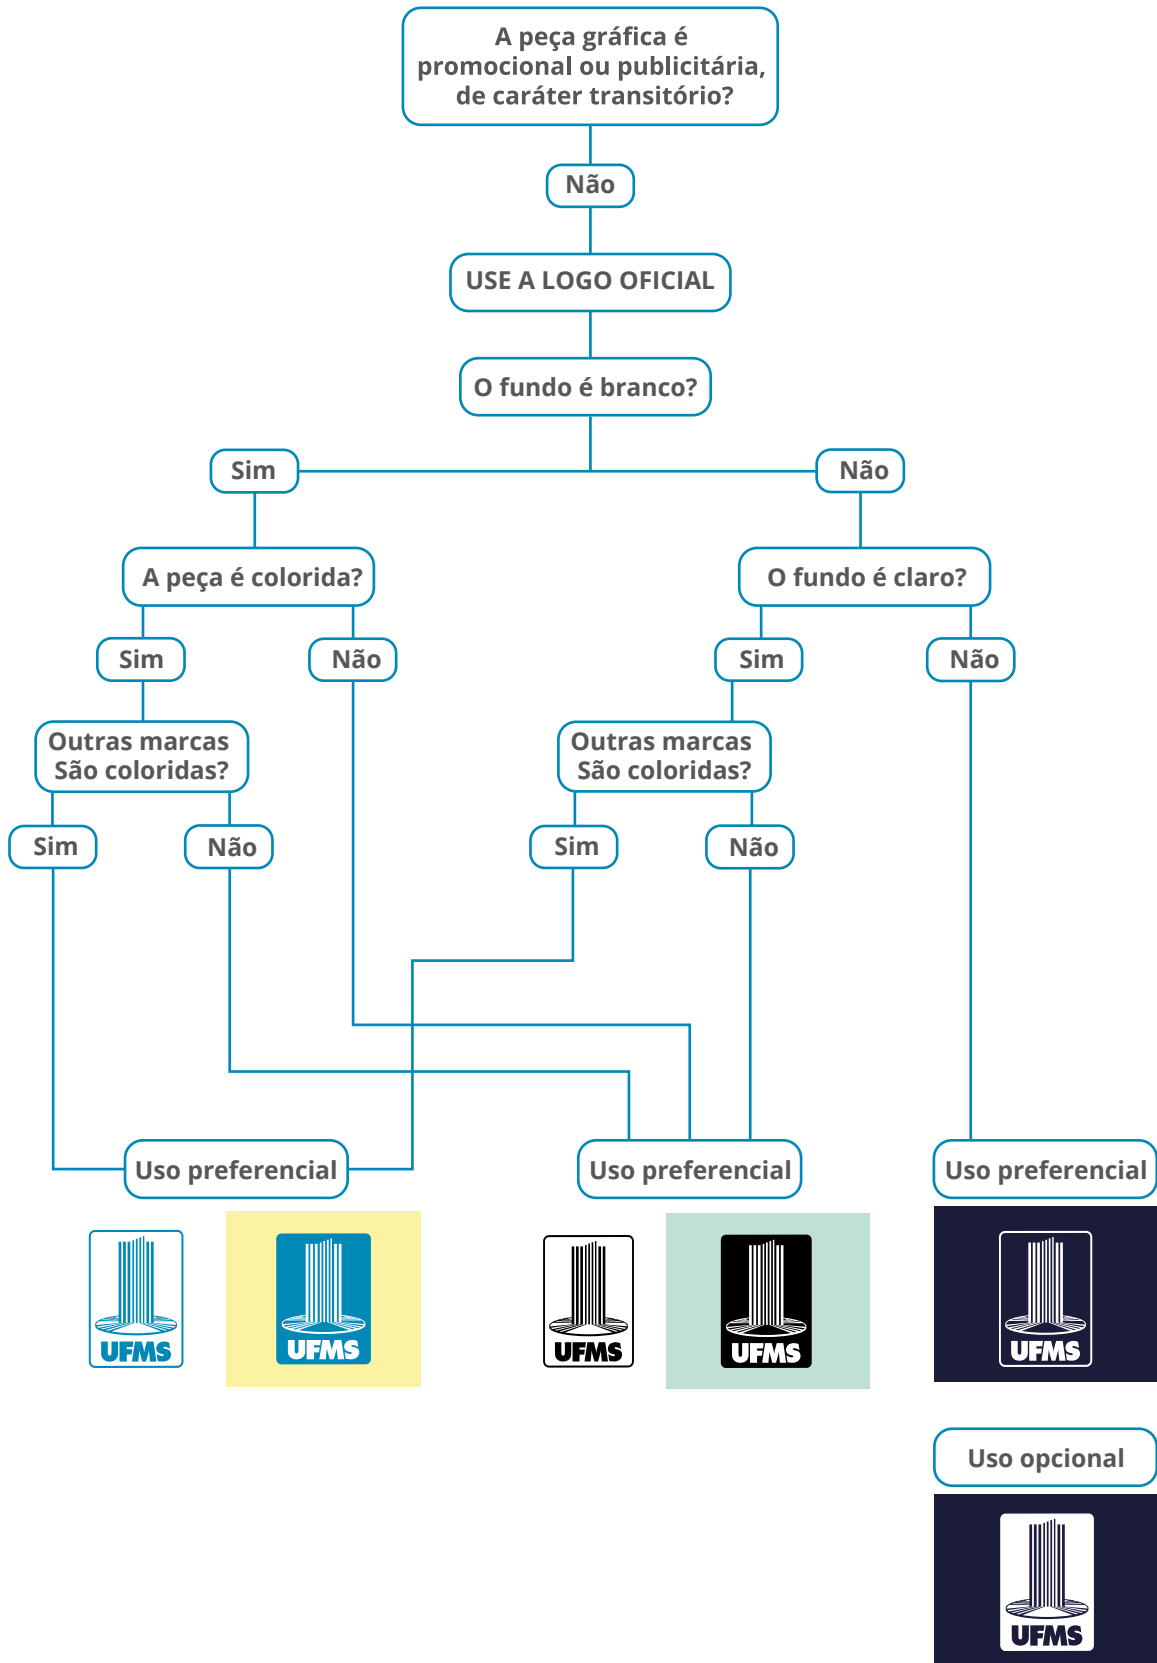 A peça gráfica é
promocional ou publicitária,
de caráter transitório?
Não
USE A LOGO OFICIAL
O fundo é branco?
Sim
Não
A peça é colorida?
O fundo é claro?
Sim
Não
Sim
Não
Outras marcas
São coloridas?
Outras marcas
São coloridas?
Sim
Não
Sim
Não
Uso preferencial
Uso preferencial
Uso preferencial
UFMS
UFMS
UFMS
UFMS
UFMS
Uso opcional
UFMS